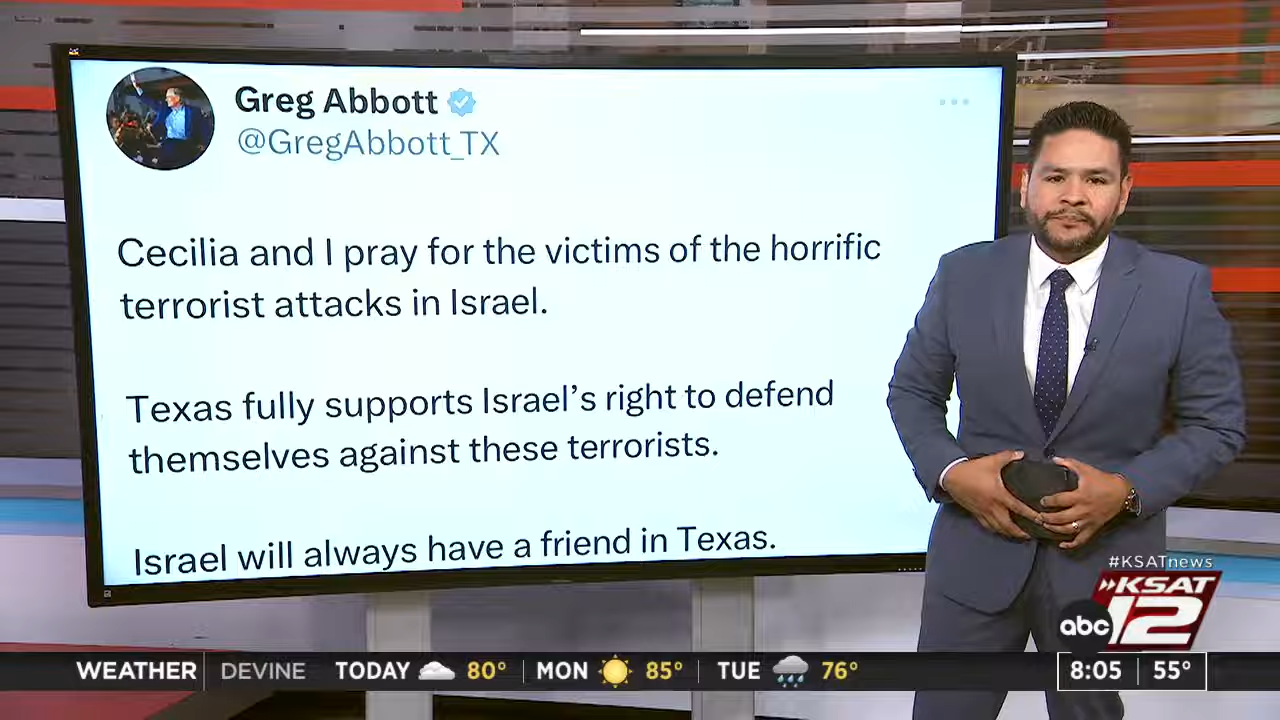 Greg Abbott
@GregAbbott_TX
Cecilia and I pray for the victims of the horrific
terrorist attacks in Israel.
Texas fully supports Israel’s right to defend
themselves against these terrorists.
Israel will always have a friend in Texas.
#KSATnews
KSAT
abc 12
WEATHER DEVINE TODAY 80° MON 85° TUE 76° 8:05 55°